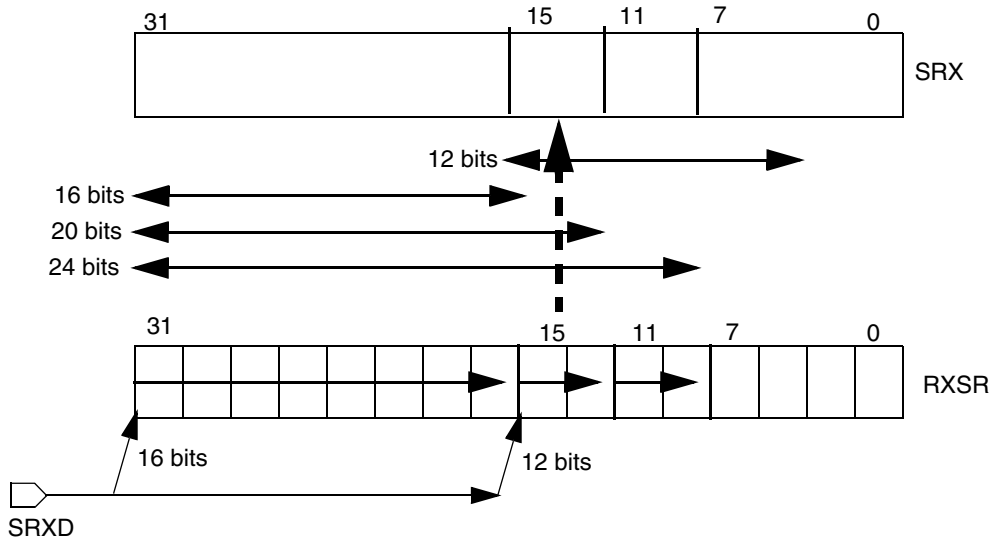 31 15 11 7 0
SRX
12 bits
16 bits
20 bits
24 bits
31 15 11 7 0
RXSR
16 bits 12 bits
SRXD